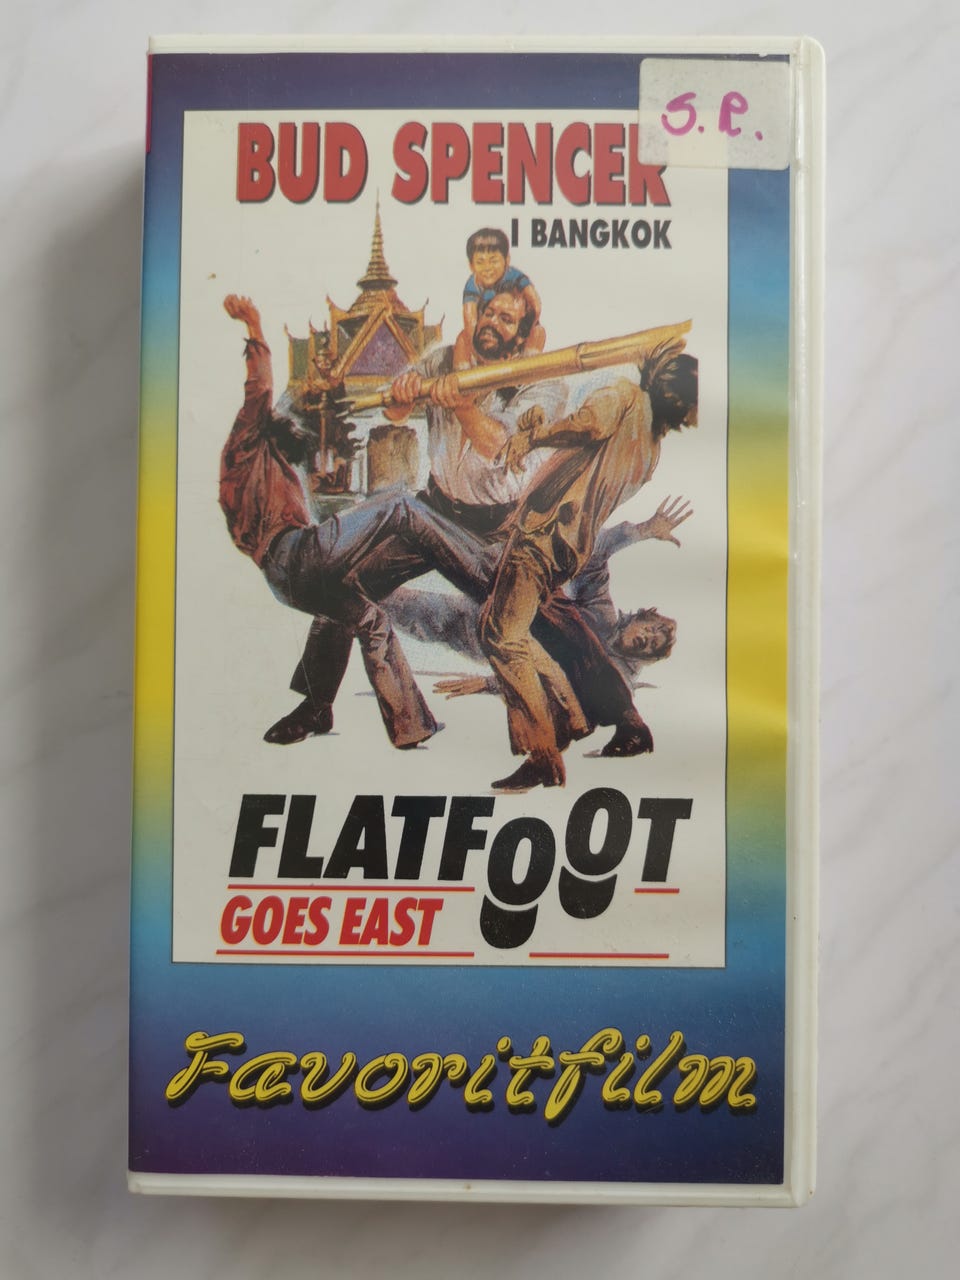 S.R.
BUD SPENCER
I BANGKOK
FLATFOOT
GOES EAST
Favoritfilm